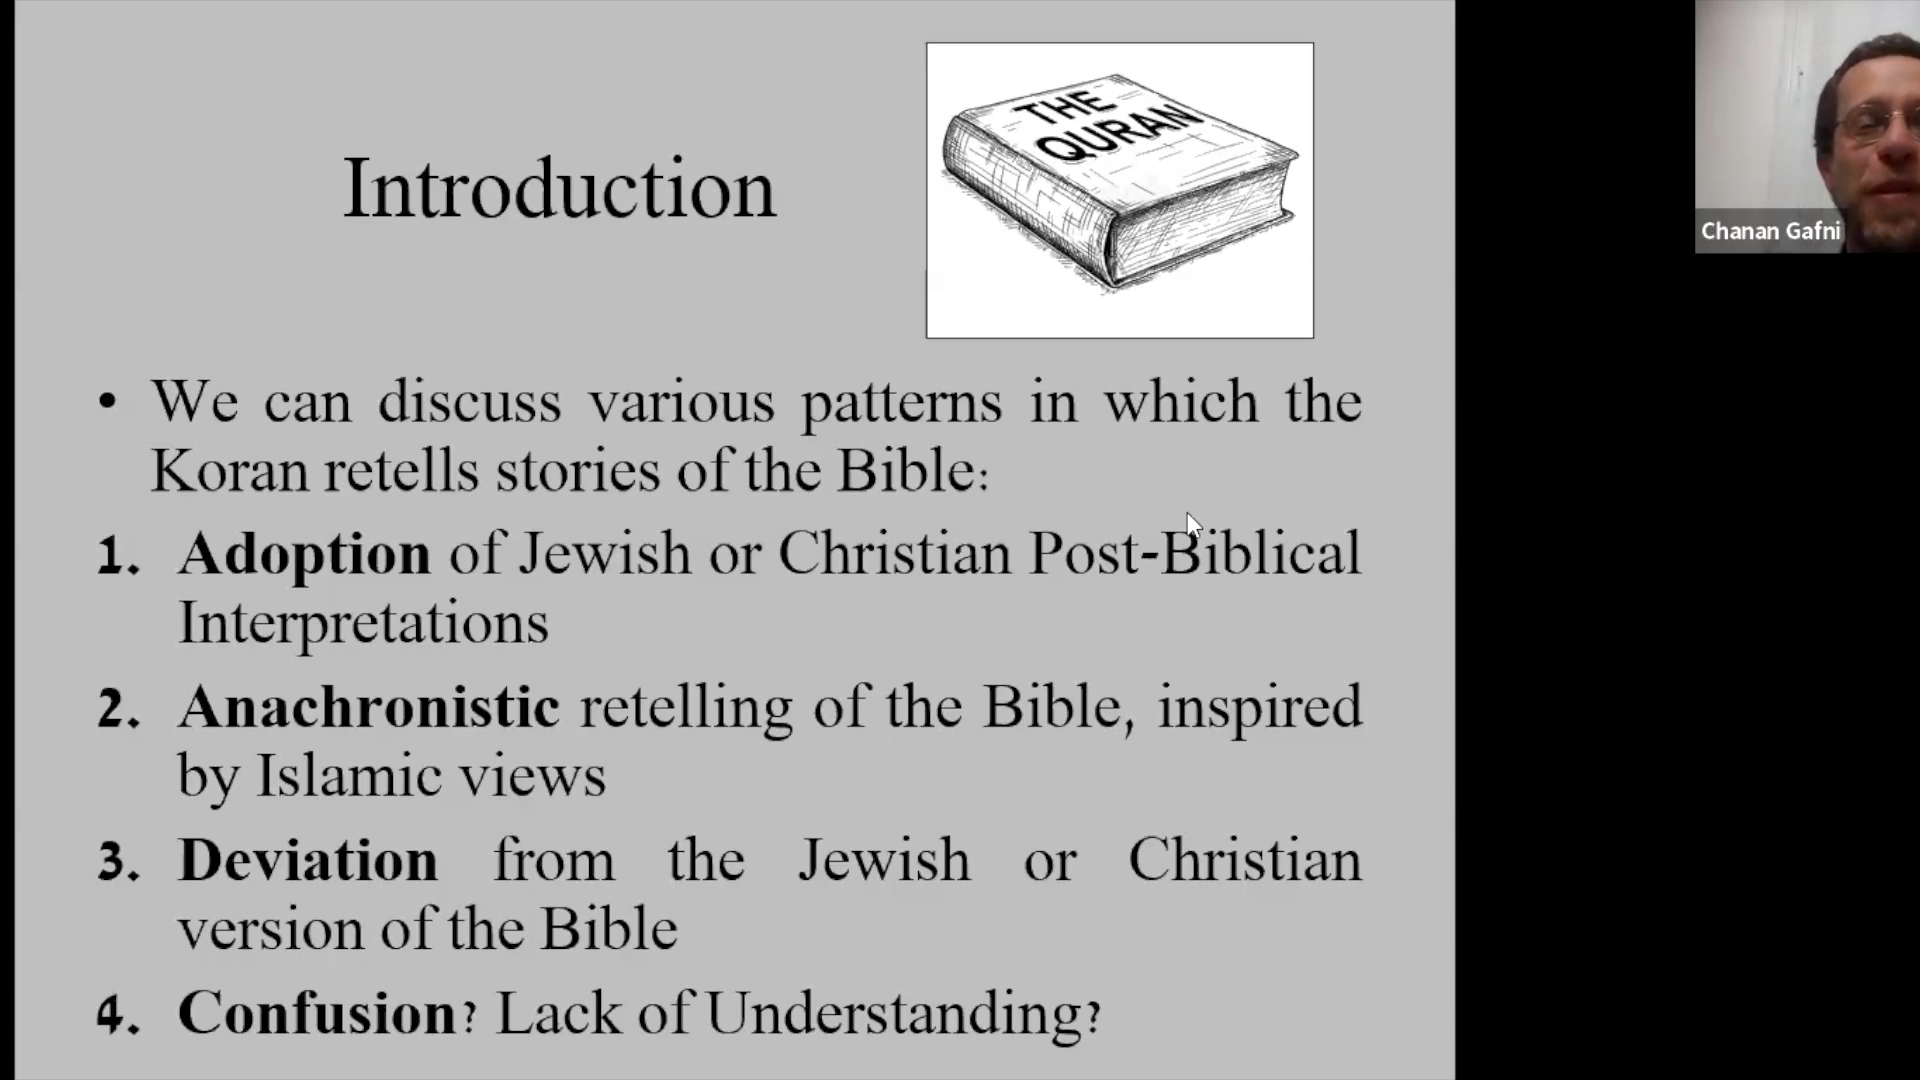 THE
QURAN
Introduction
Chanan Gafni
• We can discuss various patterns in which the
Koran retells stories of the Bible:
1. Adoption of Jewish or Christian Post-Biblical
Interpretations
2. Anachronistic retelling of the Bible, inspired
by Islamic views
3. Deviation from the Jewish or Christian
version of the Bible
4. Confusion? Lack of Understanding?